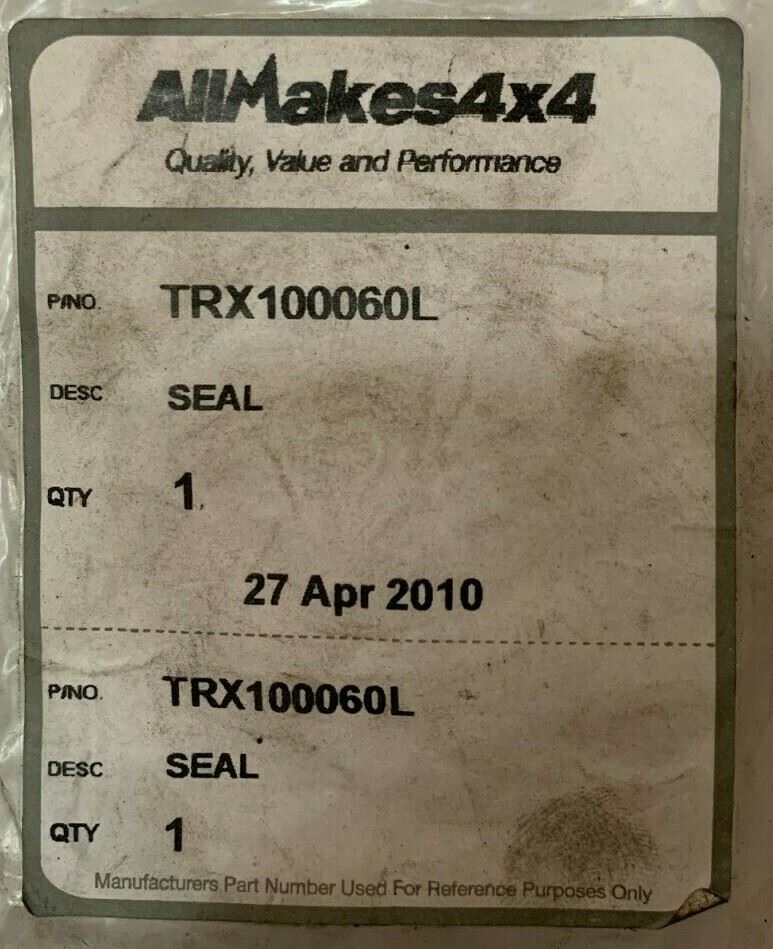 AllMakes4x4
Quality, Value and Performance
P/NO. TRX100060L
DESC SEAL
QTY 1
27 Apr 2010
P/NO. TRX100060L
DESC SEAL
QTY 1
Manufacturers Part Number Used For Reference Purposes Only